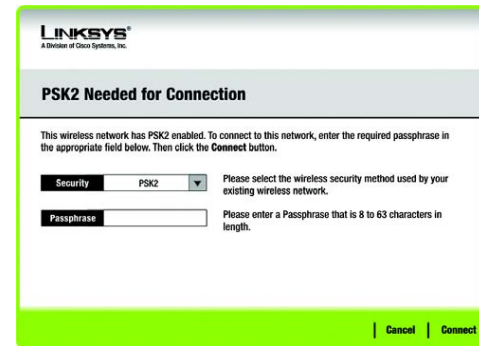 LINKSYS®
A Division of Cisco Systems, Inc.
PSK2 Needed for Connection
This wireless network has PSK2 enabled. To connect to this network, enter the required passphrase in
the appropriate field below. Then click the Connect button.
Security PSK2
Please select the wireless security method used by your
existing wireless network.
Passphrase
Please enter a Passphrase that is 8 to 63 characters in
length.
Cancel Connect